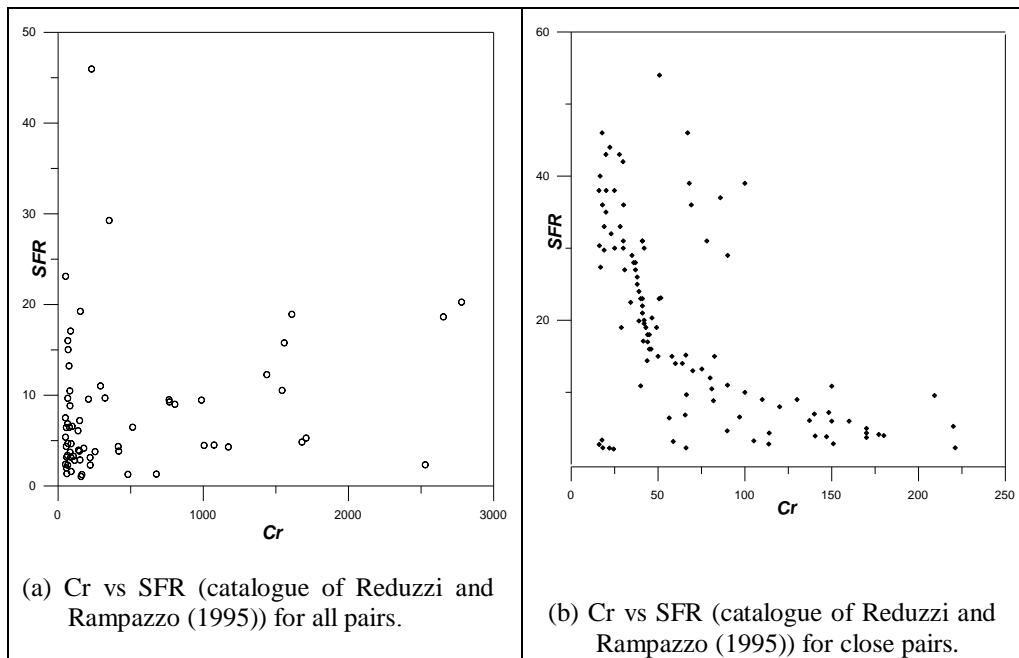 50
40
30
20
10
0
SFR
0
1000
2000
3000
Cr
(a) Cr vs SFR (catalogue of Reduzzi and
Rampazzo (1995)) for all pairs.
60
40
20
SFR
0
50
100
150
200
250
Cr
(b) Cr vs SFR (catalogue of Reduzzi and
Rampazzo (1995)) for close pairs.